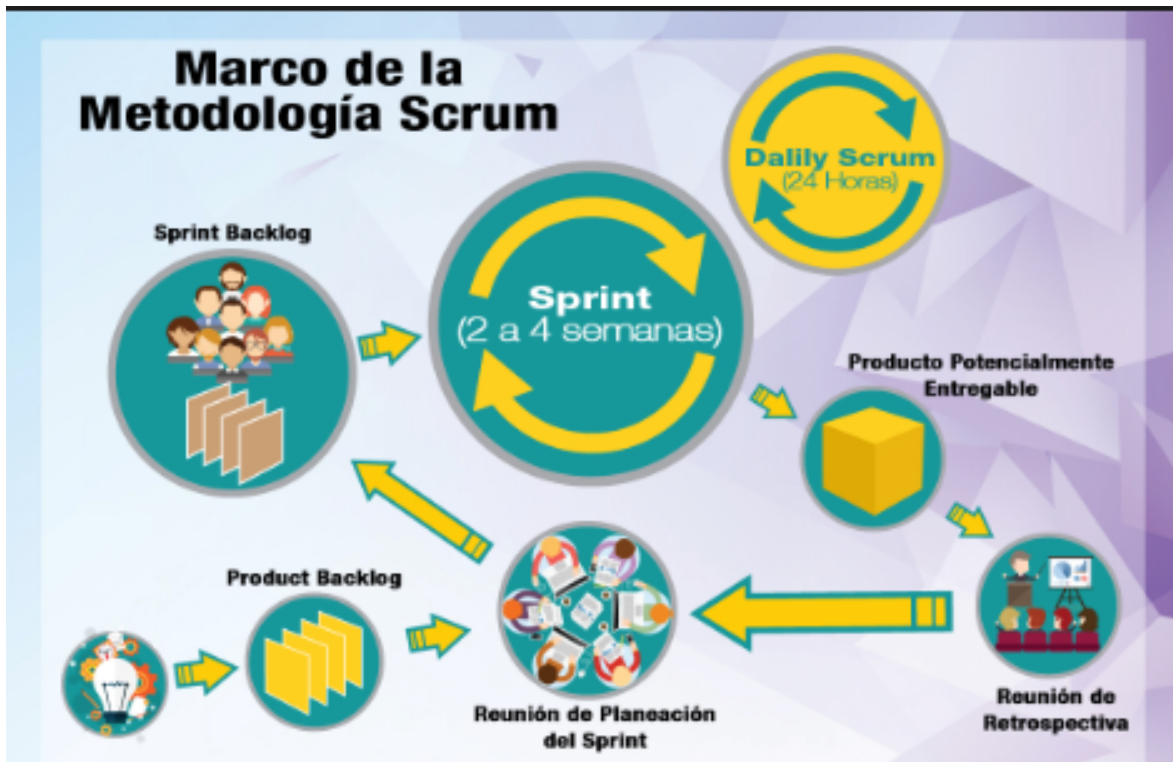 Marco de la
Metodología Scrum
Dalily Scrum
(24 Horas)
Sprint Backlog
Sprint
(2 a 4 semanas)
Producto Potencialmente
Entregable
Product Backlog
Reunión de Planeación
del Sprint
Reunión de
Retrospectiva